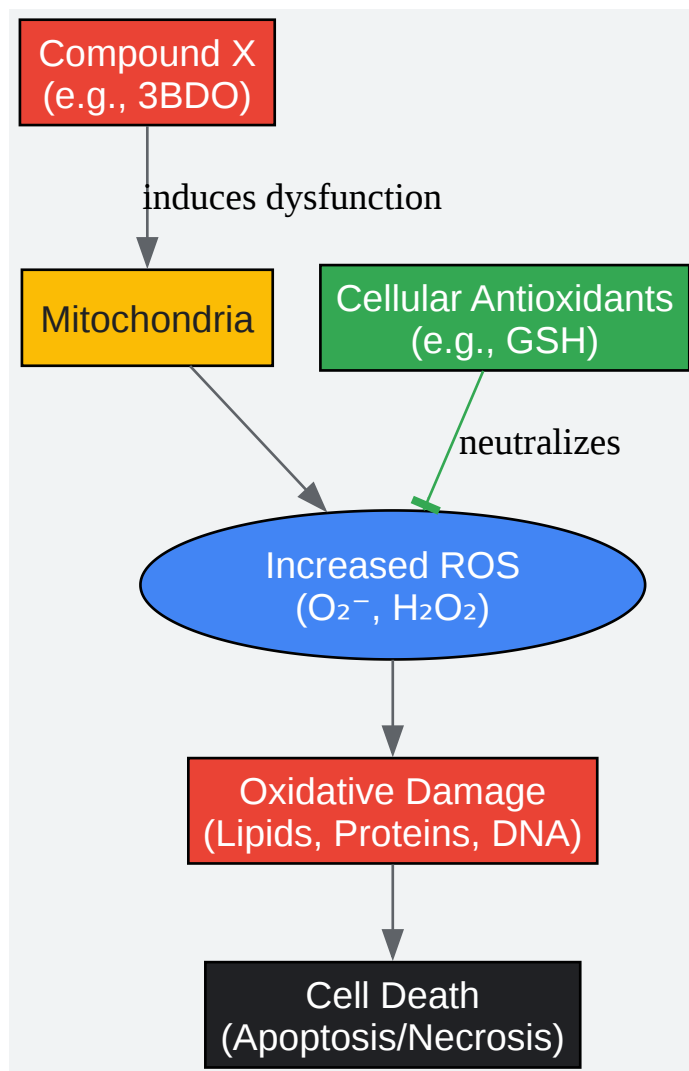 Compound X
(e.g., 3BDO)
induces dysfunction
Mitochondria
Cellular Antioxidants
(e.g., GSH)
neutralizes
Increased ROS
(O₂⁻, H₂O₂)
Oxidative Damage
(Lipids, Proteins, DNA)
Cell Death
(Apoptosis/Necrosis)